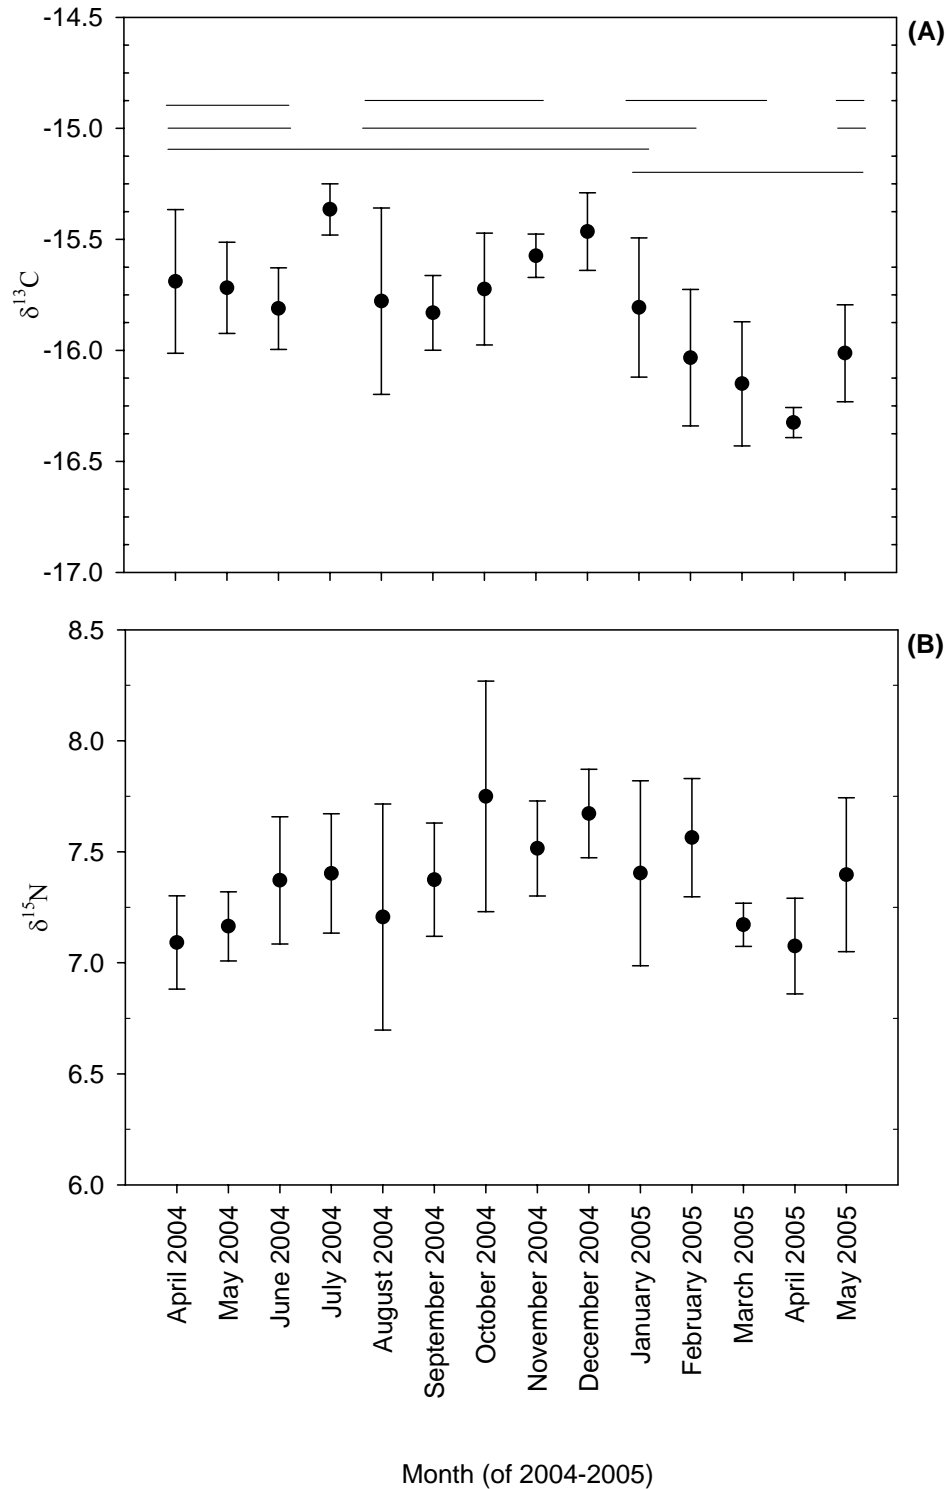 (A)
-14.5
-15.0
-15.5
-16.0
-16.5
-17.0
δ13C
(B)
8.5
8.0
7.5
7.0
6.5
6.0
δ15N
April 2004
May 2004
June 2004
July 2004
August 2004
September 2004
October 2004
November 2004
December 2004
January 2005
February 2005
March 2005
April 2005
May 2005
Month (of 2004-2005)